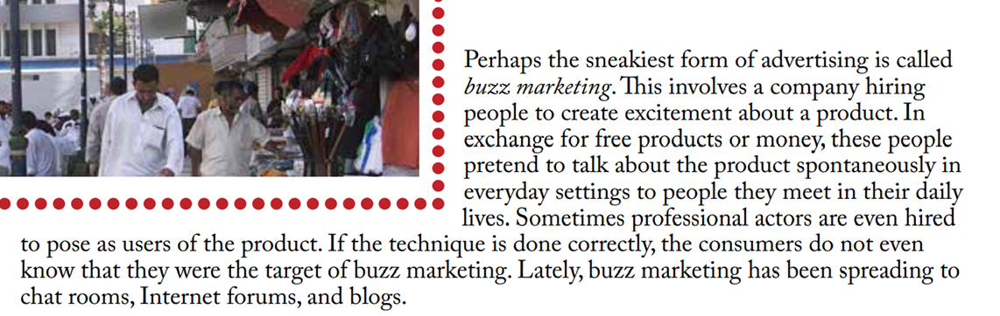 Perhaps the sneakiest form of advertising is called
buzz marketing. This involves a company hiring
people to create excitement about a product. In
exchange for free products or money, these people
pretend to talk about the product spontaneously in
everyday settings to people they meet in their daily
lives. Sometimes professional actors are even hired
to pose as users of the product. If the technique is done correctly, the consumers do not even
know that they were the target of buzz marketing. Lately, buzz marketing has been spreading to
chat rooms, Internet forums, and blogs.